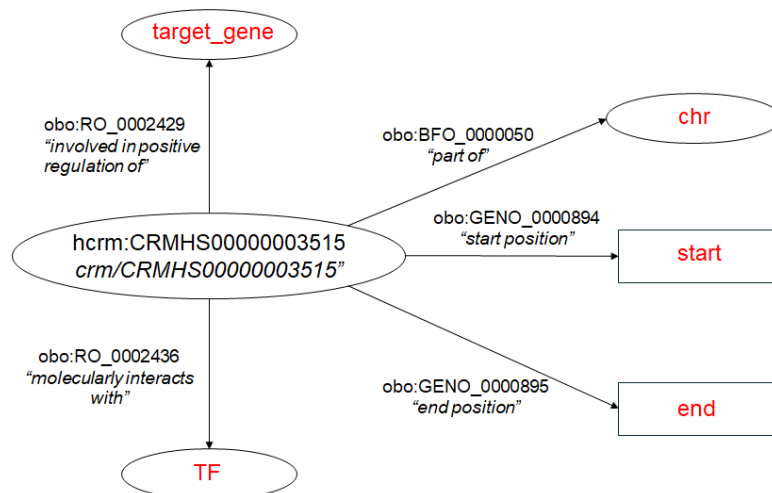 target_gene
obo:RO_0002429
“involved in positive
regulation of”
obo:BFO_0000050
“part of”
chr
obo:GENO_0000894
“start position”
hcrm:CRMHS00000003515
crm/CRMHS00000003515”
start
obo:RO_0002436
“molecularly interacts
with”
obo:GENO_0000895
“end position”
end
TF